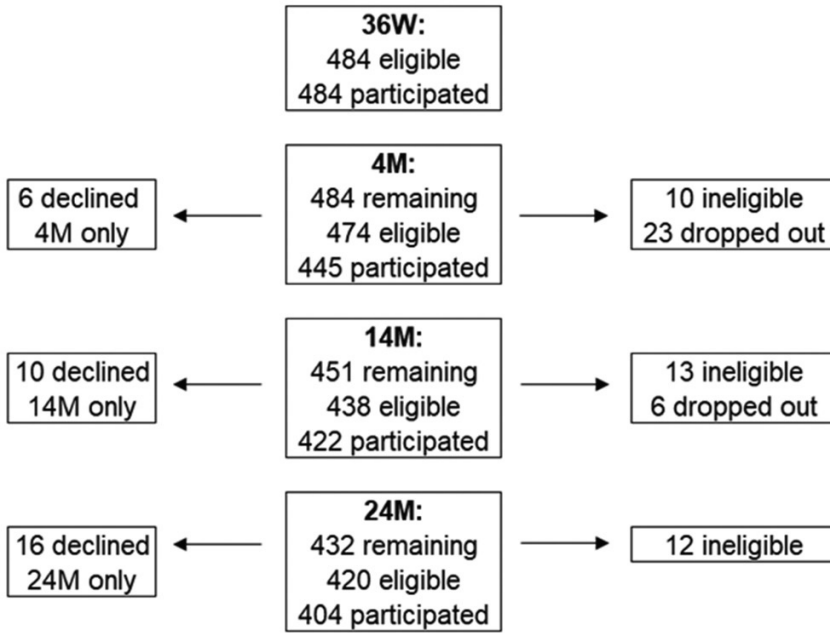 36W:
484 eligible
484 participated
4M:
484 remaining
474 eligible
445 participated
6 declined
4M only
10 ineligible
23 dropped out
14M:
451 remaining
438 eligible
422 participated
10 declined
14M only
13 ineligible
6 dropped out
24M:
432 remaining
420 eligible
404 participated
16 declined
24M only
12 ineligible